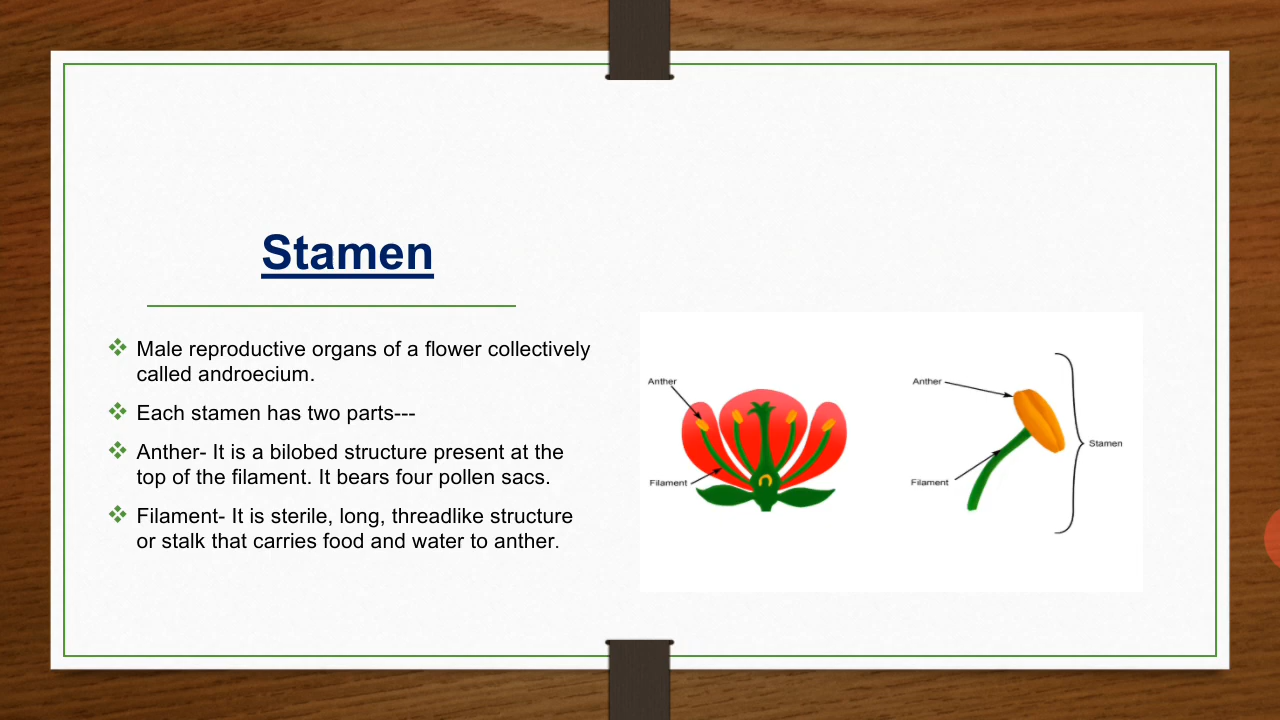 Stamen
Male reproductive organs of a flower collectively
called androecium.
Each stamen has two parts---
Anther- It is a bilobed structure present at the
top of the filament. It bears four pollen sacs.
Filament- It is sterile, long, threadlike structure
or stalk that carries food and water to anther.
Anther
Filament
Anther
Filament
Stamen